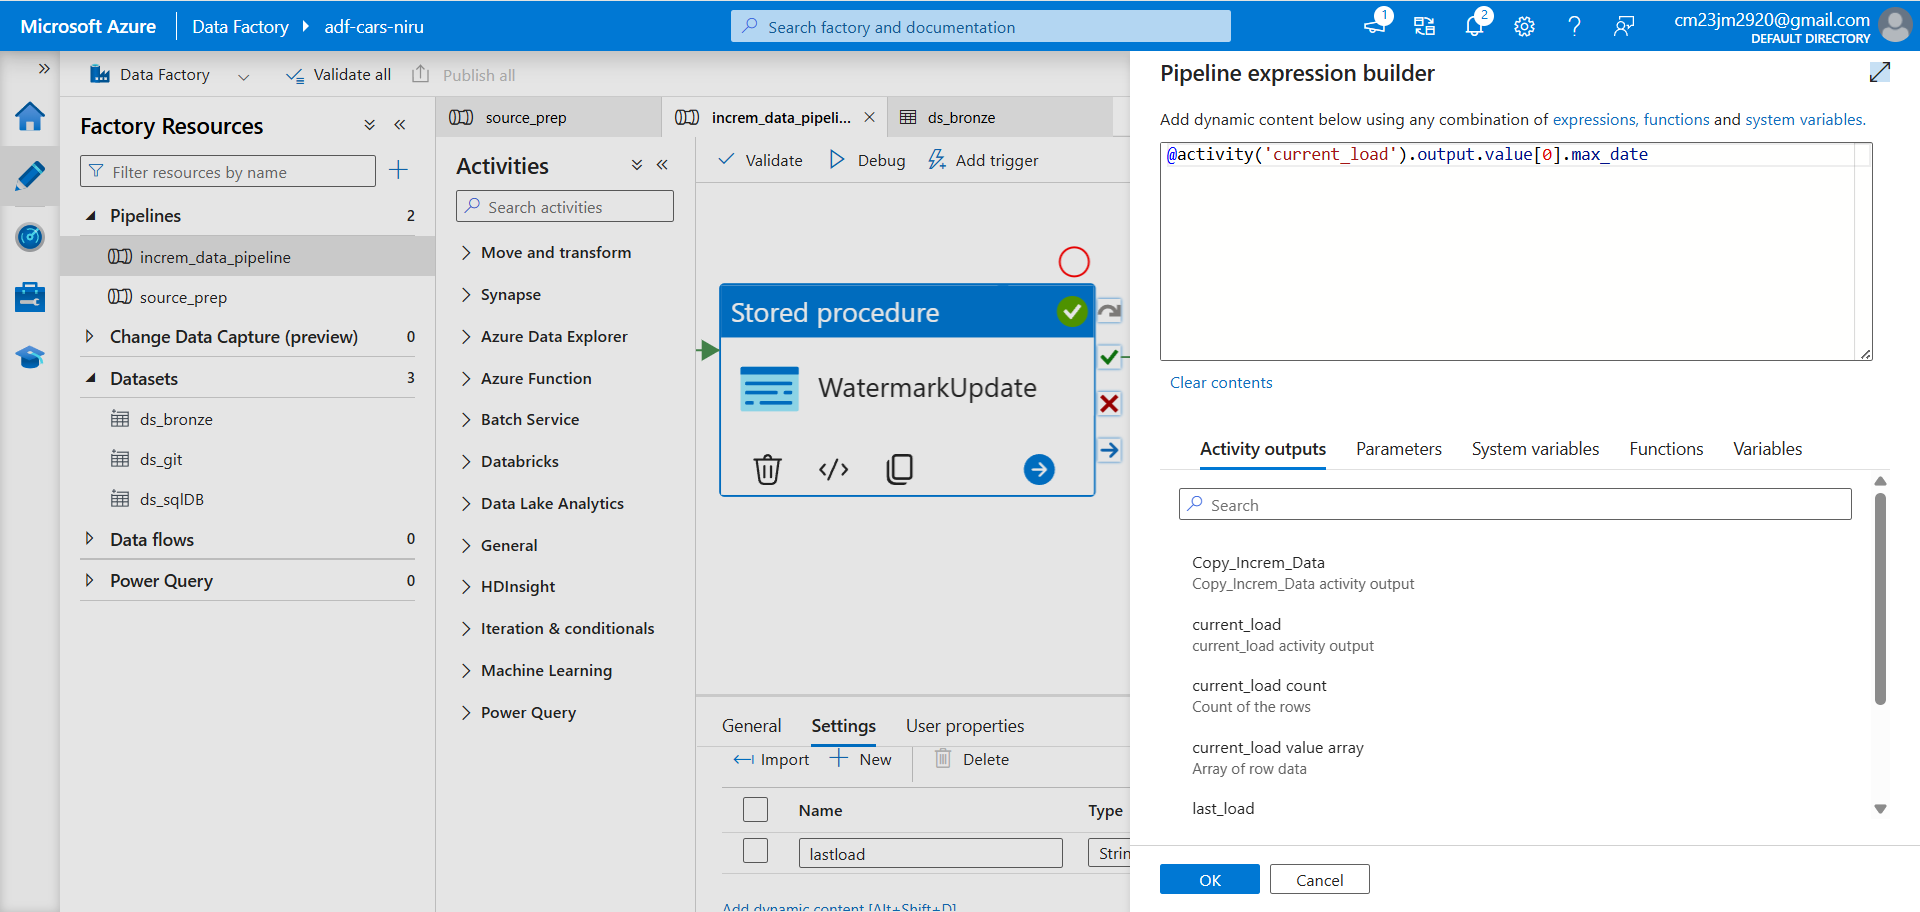 Microsoft Azure
Data Factory
adf-cars-niru
Search factory and documentation
1
2
cm23jm2920@gmail.com
DEFAULT DIRECTORY
Data Factory
Validate all
Publish all
Factory Resources
Filter resources by name
Pipelines 2
increm_data_pipeline
source_prep
Change Data Capture (preview) 0
Datasets 3
ds_bronze
ds_git
ds_sqlDB
Data flows 0
Power Query 0
source_prep
increm_data_pipeli...
ds_bronze
Activities
Search activities
Move and transform
Synapse
Azure Data Explorer
Azure Function
Batch Service
Databricks
Data Lake Analytics
General
HDInsight
Iteration & conditionals
Machine Learning
Power Query
Validate
Debug
Add trigger
Stored procedure
WatermarkUpdate
General
Settings
User properties
Import
New
Delete
Name
Type
lastload
Strin
Add dynamic content [Alt+Shift+D]
Pipeline expression builder
Add dynamic content below using any combination of expressions, functions and system variables.
@activity('current_load').output.value[0].max_date
Clear contents
Activity outputs
Parameters
System variables
Functions
Variables
Search
Copy_Increm_Data
Copy_Increm_Data activity output
current_load
current_load activity output
current_load count
Count of the rows
current_load value array
Array of row data
last_load
OK
Cancel